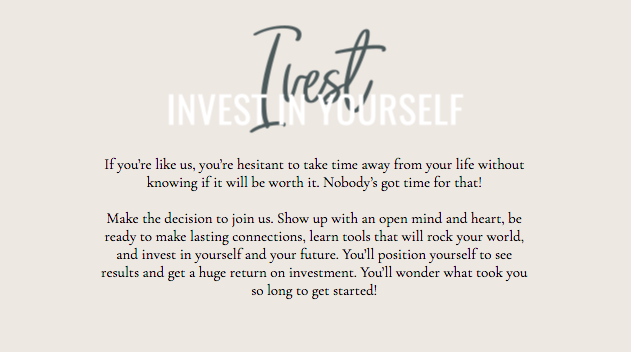 INVEST IN YOURSELF
If you're like us, you're hesitant to take time away from your life without
knowing if it will be worth it. Nobody's got time for that!
Make the decision to join us. Show up with an open mind and heart, be
ready to make lasting connections, learn tools that will rock your world,
and invest in yourself and your future. You'll position yourself to see
results and get a huge return on investment. You'll wonder what took you
so long to get started!